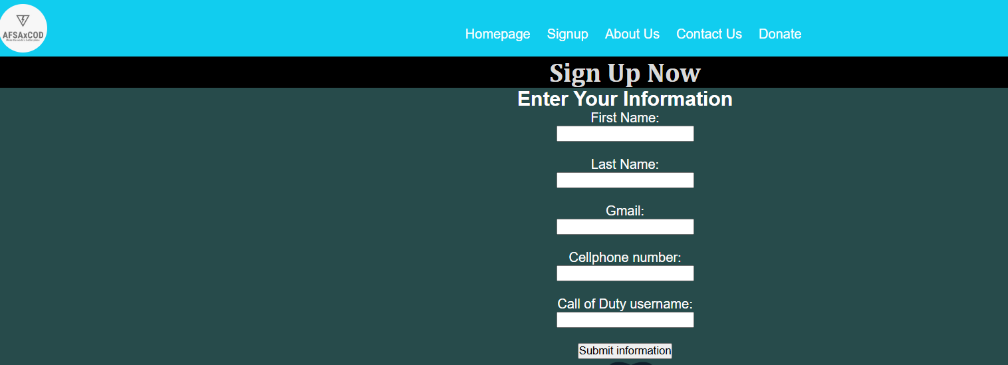 AFSAxCOD
Homepage Signup About Us Contact Us Donate
Sign Up Now
Enter Your Information
First Name:
Last Name:
Gmail:
Cellphone number:
Call of Duty username:
Submit information